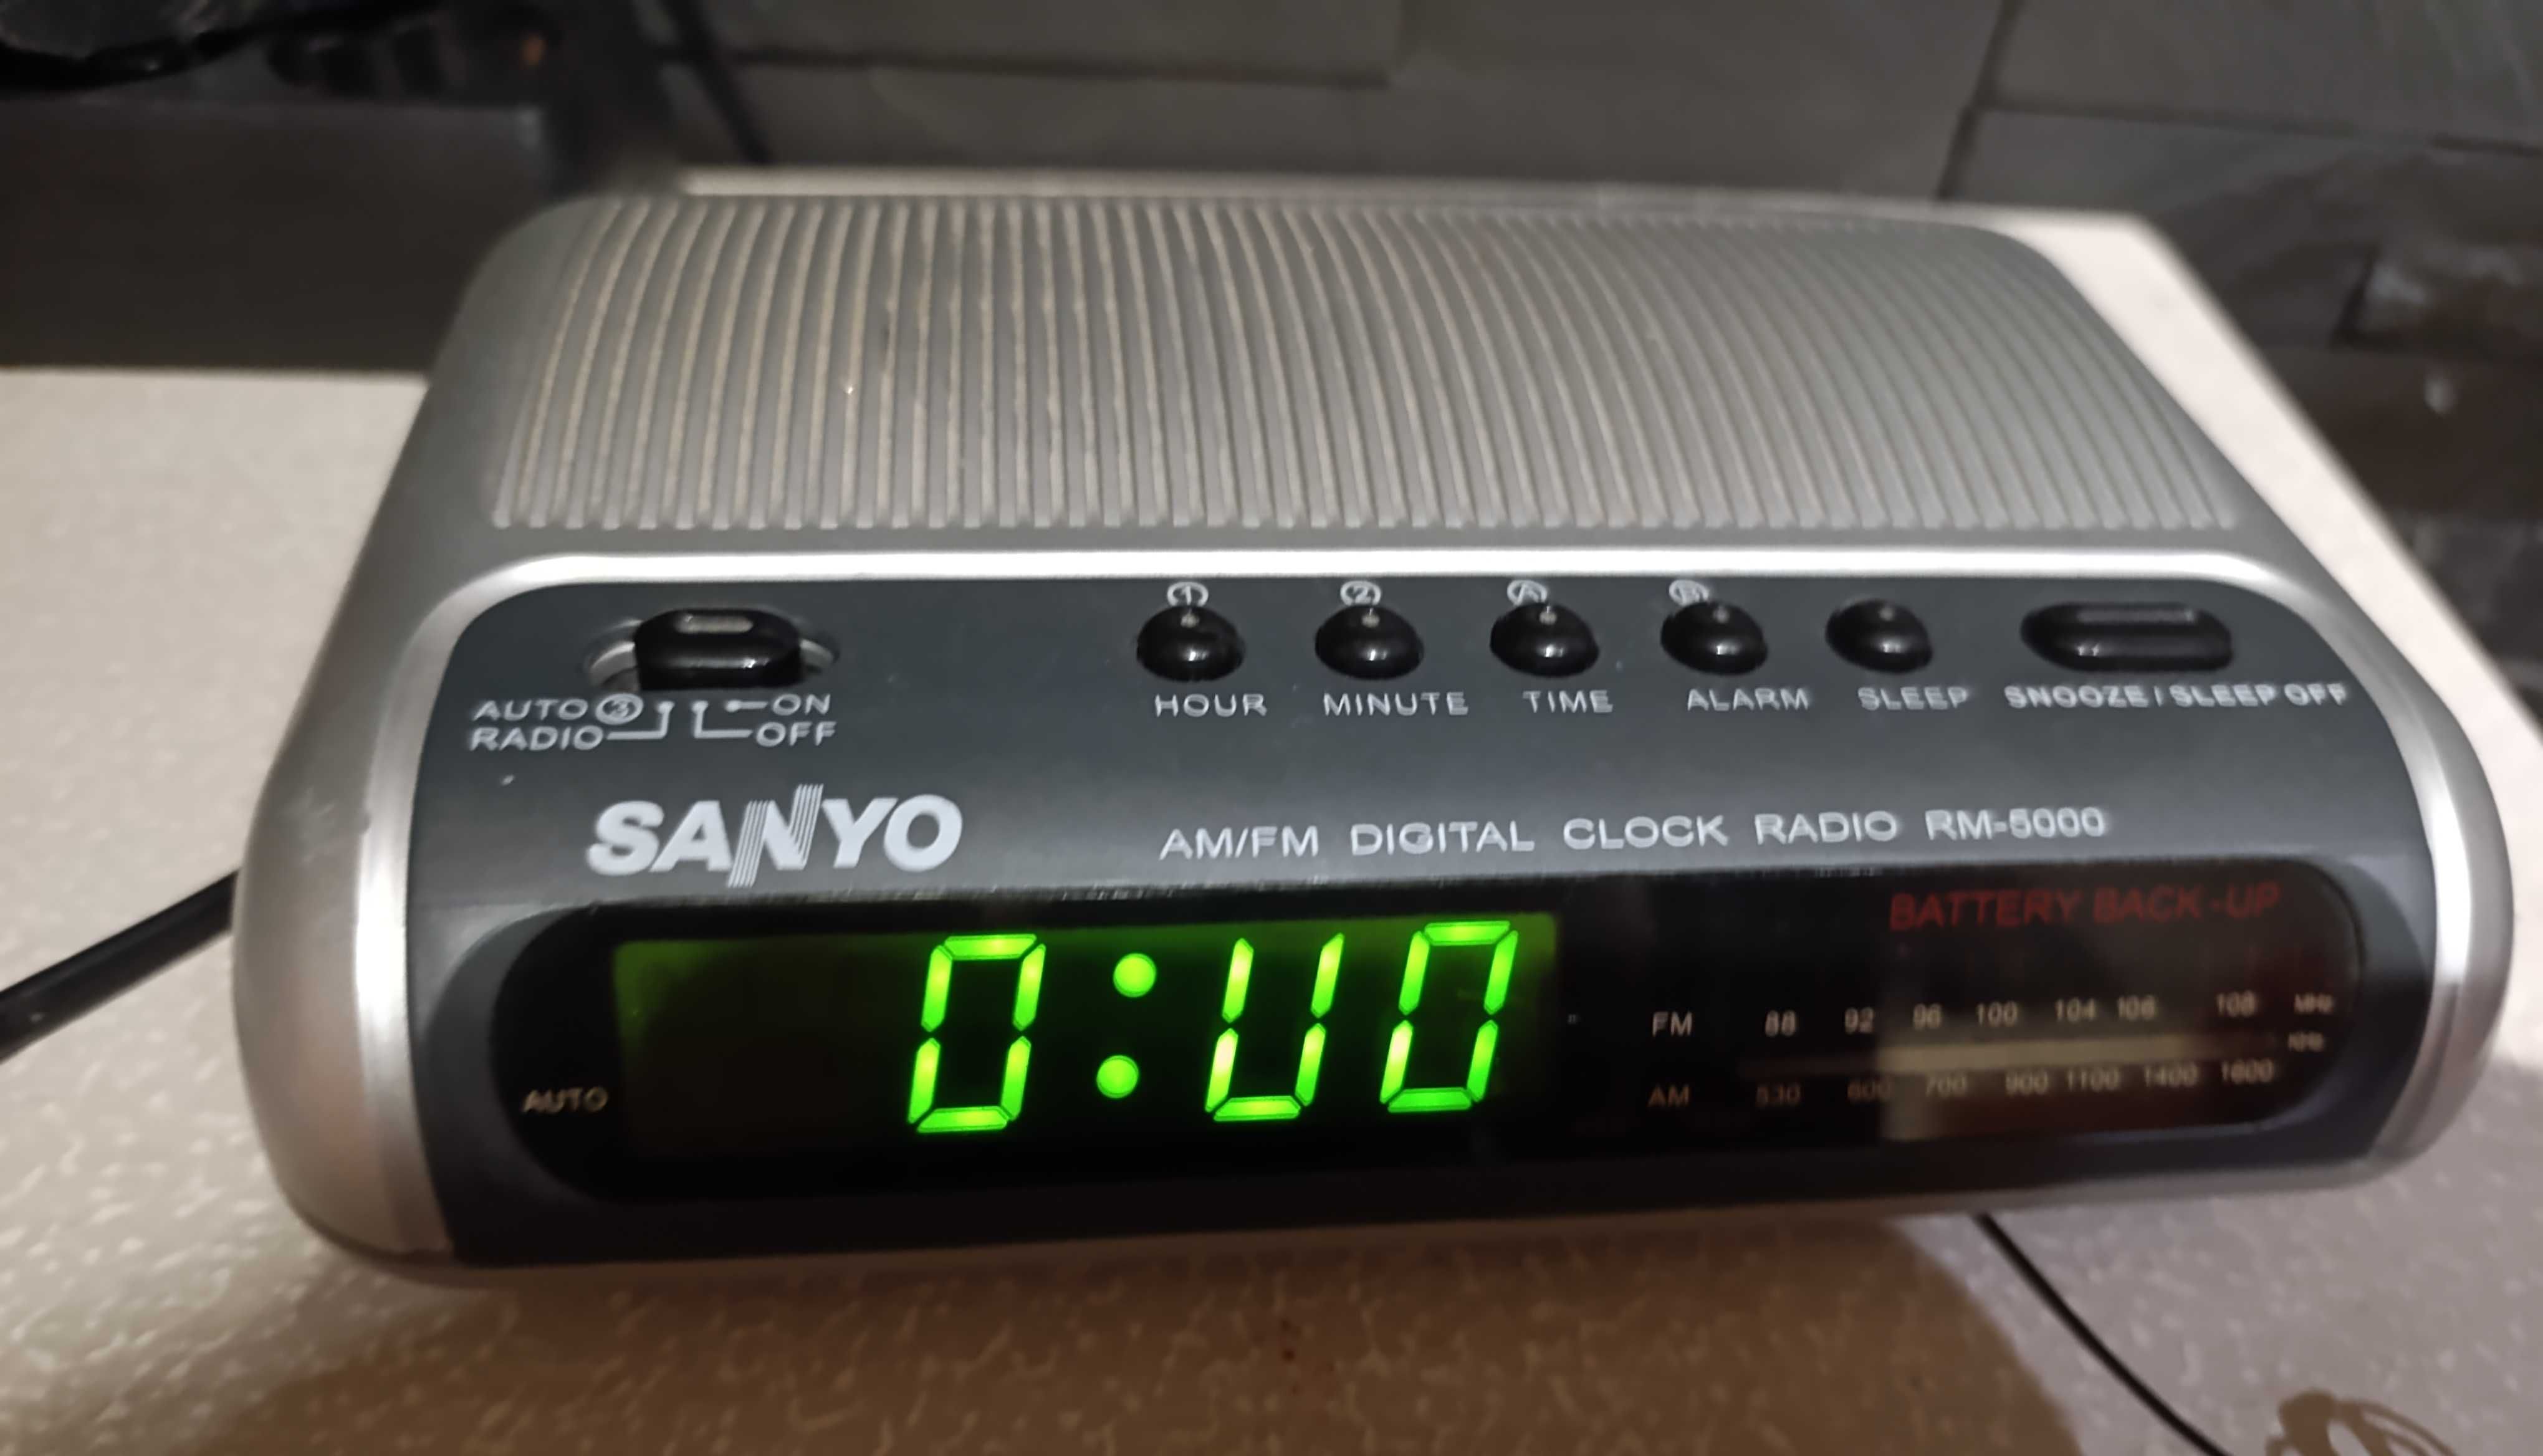 ① ② Ⓐ Ⓑ
HOUR MINUTE TIME ALARM SLEEP SNOOZE / SLEEP OFF
AUTO ③ ON
RADIO OFF
SANYO AM/FM DIGITAL CLOCK RADIO RM-5000
BATTERY BACK-UP
0:U0
FM 88 92 96 100 104 106 108 MHz
KHz
AUTO
AM 530 600 700 900 1100 1400 1600